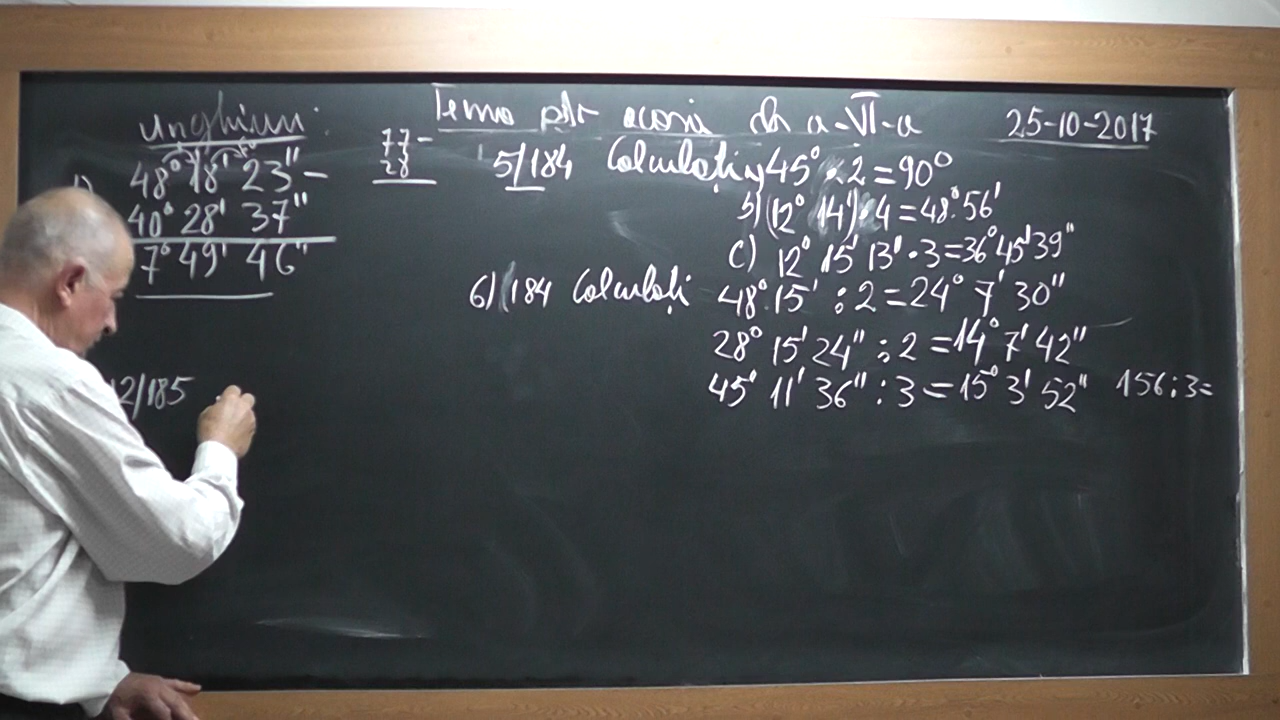 Unghiuri: Tema ptr acasă cls a-VI-a 25-10-2017
1) 48° 18' 23" -
40° 28' 37"
7° 49' 46"
77 -
28
12/185
5/184 Calculați 45° · 2 = 90°
b) (12° 14') · 4 = 48° 56'
c) 12° 15' 13' · 3 = 36° 45' 39"
6) 184 Calculați 48° 15' : 2 = 24° 7' 30"
28° 15' 24" : 2 = 14° 7' 42"
45° 11' 36" : 3 = 15° 3' 52" 156:3=